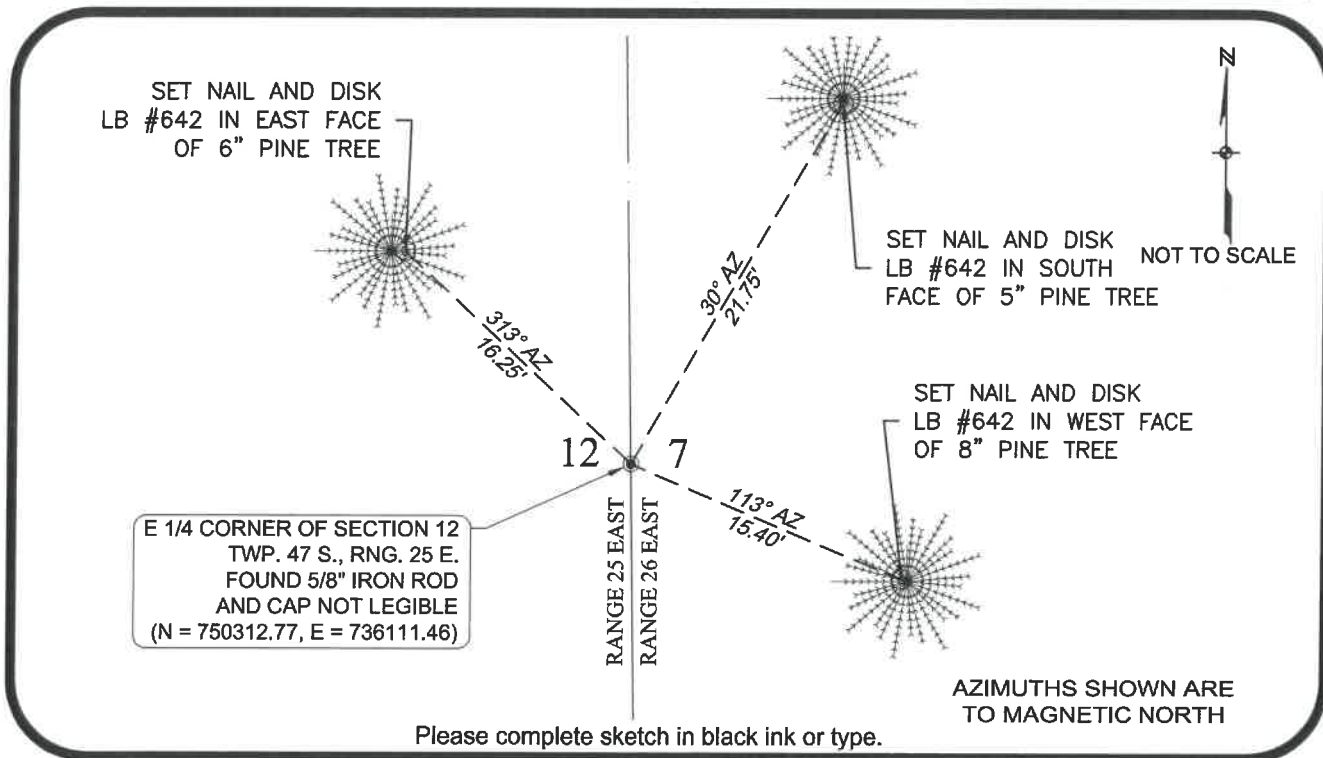 SET NAIL AND DISK
LB #642 IN EAST FACE
OF 6" PINE TREE
N
NOT TO SCALE
SET NAIL AND DISK
LB #642 IN SOUTH
FACE OF 5" PINE TREE
30° AZ
21.75'
313° AZ
16.25'
SET NAIL AND DISK
LB #642 IN WEST FACE
OF 8" PINE TREE
12
7
113° AZ
15.40'
E 1/4 CORNER OF SECTION 12
TWP. 47 S., RNG. 25 E.
FOUND 5/8" IRON ROD
AND CAP NOT LEGIBLE
(N = 750312.77, E = 736111.46)
RANGE 25 EAST
RANGE 26 EAST
AZIMUTHS SHOWN ARE
TO MAGNETIC NORTH
Please complete sketch in black ink or type.